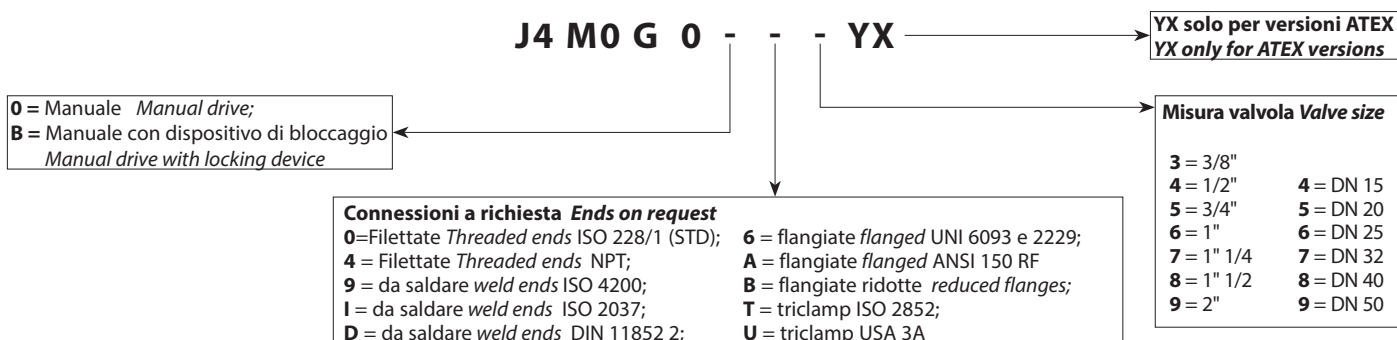 J4 M0 G 0 - - - YX
YX solo per versioni ATEX
YX only for ATEX versions
0 = Manuale Manual drive;
B = Manuale con dispositivo di bloccaggio
Manual drive with locking device
Misura valvola Valve size
3 = 3/8"
4 = 1/2" 4 = DN 15
5 = 3/4" 5 = DN 20
6 = 1" 6 = DN 25
7 = 1" 1/4 7 = DN 32
8 = 1" 1/2 8 = DN 40
9 = 2" 9 = DN 50
Connessioni a richiesta Ends on request
0=Filettate Threaded ends ISO 228/1 (STD); 6 = flangiate flanged UNI 6093 e 2229;
4 = Filettate Threaded ends NPT; A = flangiate flanged ANSI 150 RF
9 = da saldare weld ends ISO 4200; B = flangiate ridotte reduced flanges;
I = da saldare weld ends ISO 2037; T = triclamp ISO 2852;
D = da saldare weld ends DIN 11852 2; U = triclamp USA 3A